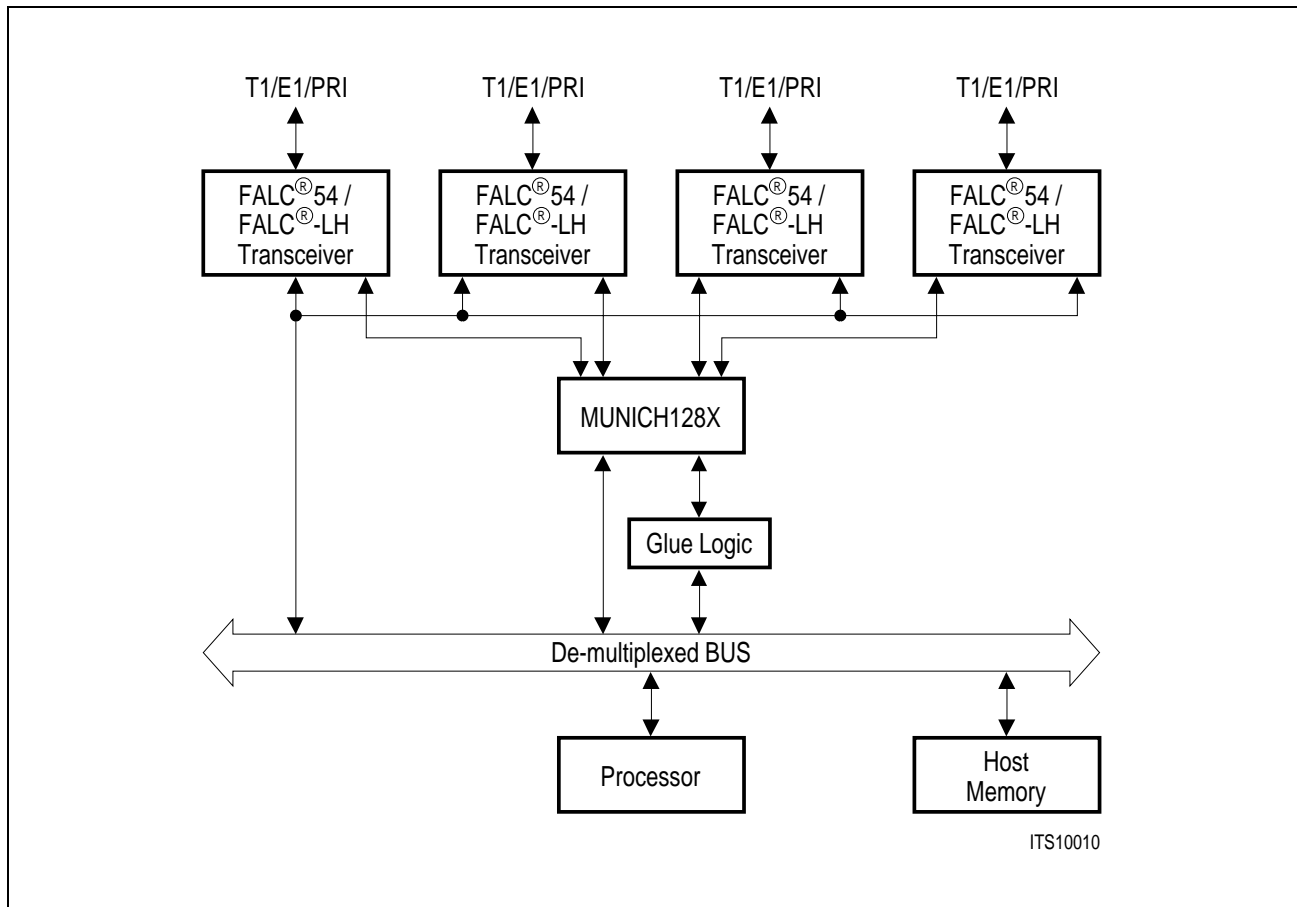 T1/E1/PRI T1/E1/PRI T1/E1/PRI T1/E1/PRI
FALC®54 / FALC®54 / FALC®54 / FALC®54 /
FALC®-LH FALC®-LH FALC®-LH FALC®-LH
Transceiver Transceiver Transceiver Transceiver
MUNICH128X
Glue Logic
De-multiplexed BUS
Processor
Host
Memory
ITS10010